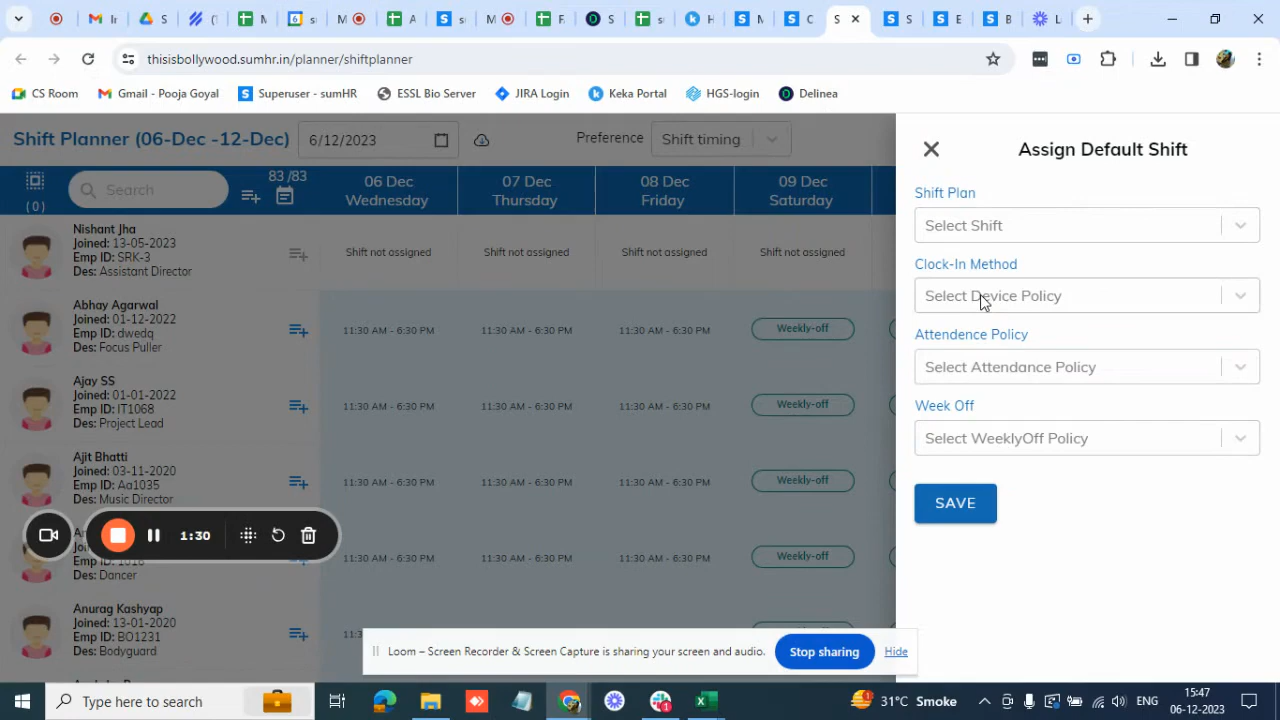 M In
S
(
M
M
s
M
A
s
M
F
S
s
H
M
C
S
S
E
B
L
thisisbollywood.sumhr.in/planner/shiftplanner
CS Room
Gmail - Pooja Goyal
Superuser - sumHR
ESSL Bio Server
JIRA Login
Keka Portal
HGS-login
Delinea
Shift Planner (06-Dec -12-Dec)
6/12/2023
Preference
Shift timing
( 0 )
Search
83 /83
06 Dec
Wednesday
07 Dec
Thursday
08 Dec
Friday
09 Dec
Saturday
Nishant Jha
Joined: 13-05-2023
Emp ID: SRK-3
Des: Assistant Director
Shift not assigned
Shift not assigned
Shift not assigned
Shift not assigned
Abhay Agarwal
Joined: 01-12-2022
Emp ID: dwedq
Des: Focus Puller
11:30 AM - 6:30 PM
11:30 AM - 6:30 PM
11:30 AM - 6:30 PM
Weekly-off
Ajay SS
Joined: 01-01-2022
Emp ID: IT1068
Des: Project Lead
11:30 AM - 6:30 PM
11:30 AM - 6:30 PM
11:30 AM - 6:30 PM
Weekly-off
Ajit Bhatti
Joined: 03-11-2020
Emp ID: Aa1035
Des: Music Director
11:30 AM - 6:30 PM
11:30 AM - 6:30 PM
11:30 AM - 6:30 PM
Weekly-off
1:30
Des: Dancer
11:30 AM - 6:30 PM
11:30 AM - 6:30 PM
11:30 AM - 6:30 PM
Weekly-off
Anurag Kashyap
Joined: 13-01-2020
Emp ID: BO1231
Des: Bodyguard
11:3
Assign Default Shift
Shift Plan
Select Shift
Clock-In Method
Select Device Policy
Attendence Policy
Select Attendance Policy
Week Off
Select WeeklyOff Policy
SAVE
Loom – Screen Recorder & Screen Capture is sharing your screen and audio.
Stop sharing
Hide
Type here to search
31°C Smoke
ENG
15:47
06-12-2023